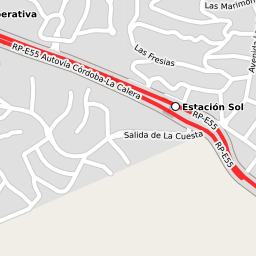 Las Marimon
perativa
Las Fresias
Avenida L
RP-E55 Autovía Córdoba-La Calera
Estación Sol
RP-E55
Salida de La Cuesta
RP-E55